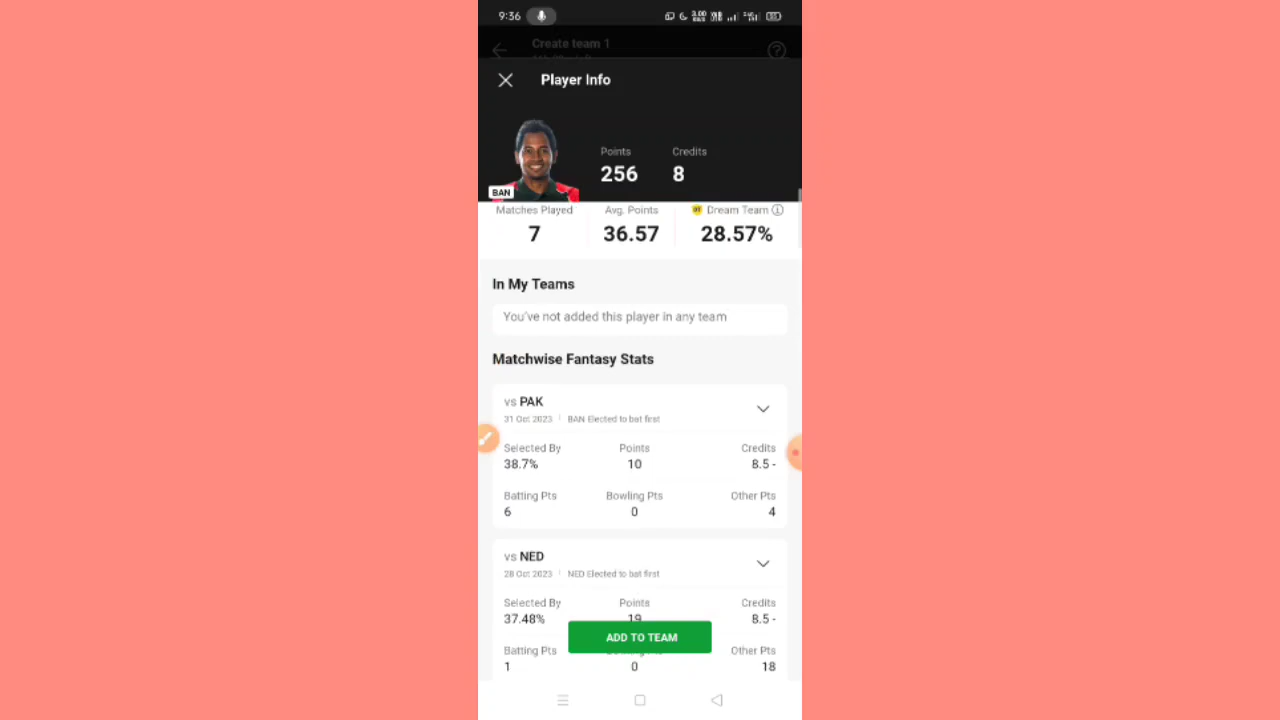 9:36
3.00
Create team 1
Player Info
Points
Credits
256
8
BAN
Matches Played
Avg. Points
DT Dream Team
7
36.57
28.57%
In My Teams
You've not added this player in any team
Matchwise Fantasy Stats
vs PAK
31 Oct 2023 | BAN Elected to bat first
Selected By
Points
Credits
38.7%
10
8.5 -
Batting Pts
Bowling Pts
Other Pts
6
0
4
vs NED
28 Oct 2023 | NED Elected to bat first
Selected By
Points
Credits
37.48%
19
8.5 -
ADD TO TEAM
Batting Pts
Other Pts
1
0
18